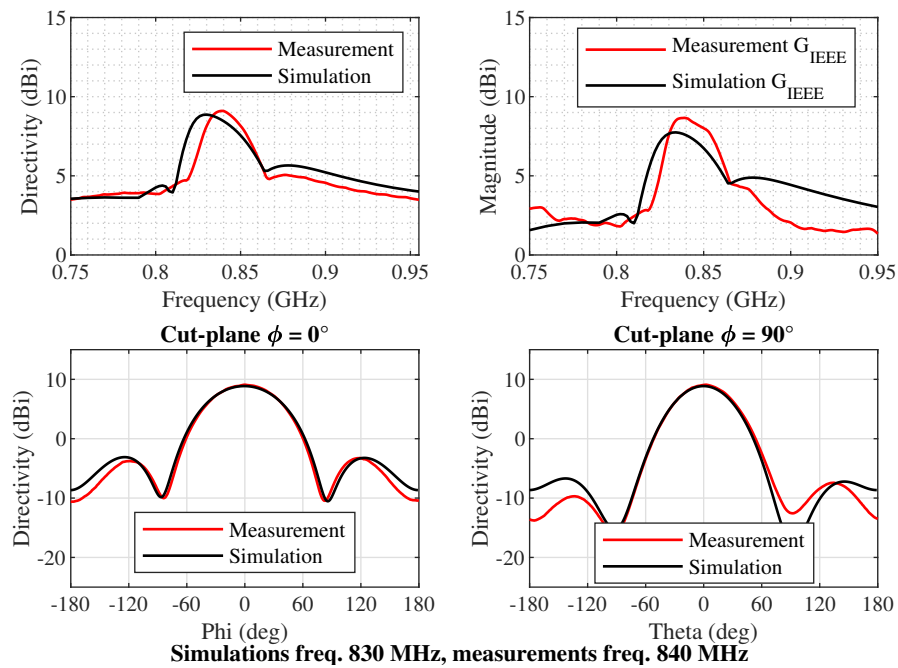 15
10
5
0
Directivity (dBi)
Measurement
Simulation
0.75
0.8
0.85
0.9
0.95
Frequency (GHz)
15
10
5
0
Magnitude (dB)
Measurement G_IEEE
Simulation G_IEEE
0.75
0.8
0.85
0.9
0.95
Frequency (GHz)
Cut-plane ϕ = 0°
10
0
-10
-20
Directivity (dBi)
Measurement
Simulation
-180
-120
-60
0
60
120
180
Phi (deg)
Cut-plane ϕ = 90°
10
0
-10
-20
Directivity (dBi)
Measurement
Simulation
-180
-120
-60
0
60
120
180
Theta (deg)
Simulations freq. 830 MHz, measurements freq. 840 MHz